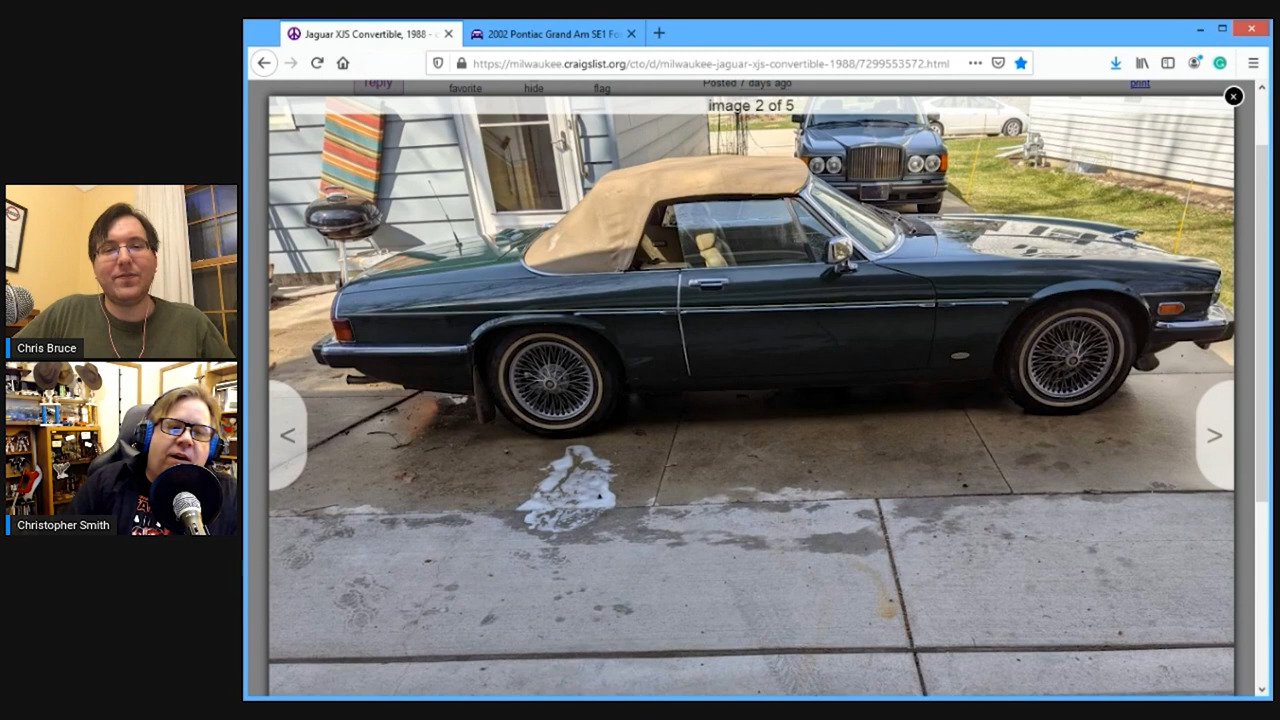 Jaguar XJS Convertible, 1988 - c
2002 Pontiac Grand Am SE1 Fo
https://milwaukee.craigslist.org/cto/d/milwaukee-jaguar-xjs-convertible-1988/7299553572.html
reply
favorite
hide
flag
Posted 7 days ago
print
image 2 of 5
<
>
Chris Bruce
Christopher Smith